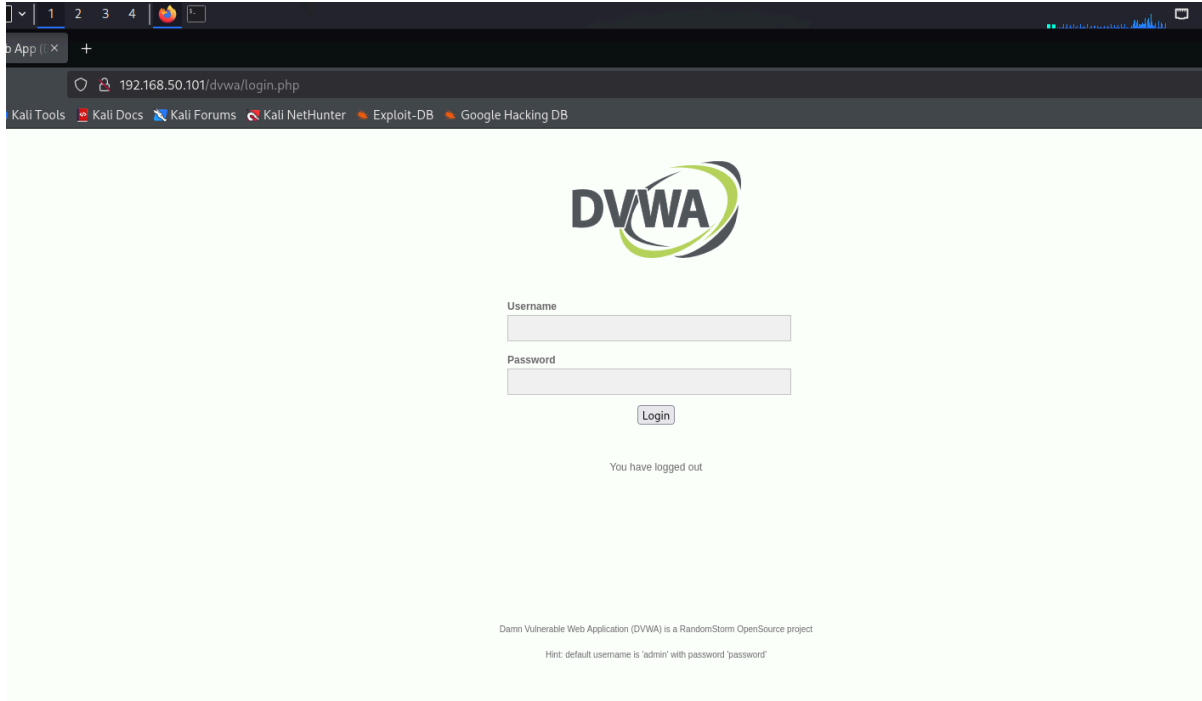 1 2 3 4
b App (D
192.168.50.101/dvwa/login.php
Kali Tools Kali Docs Kali Forums Kali NetHunter Exploit-DB Google Hacking DB
DVWA
Username
Password
Login
You have logged out
Damn Vulnerable Web Application (DVWA) is a RandomStorm OpenSource project
Hint: default username is 'admin' with password 'password'